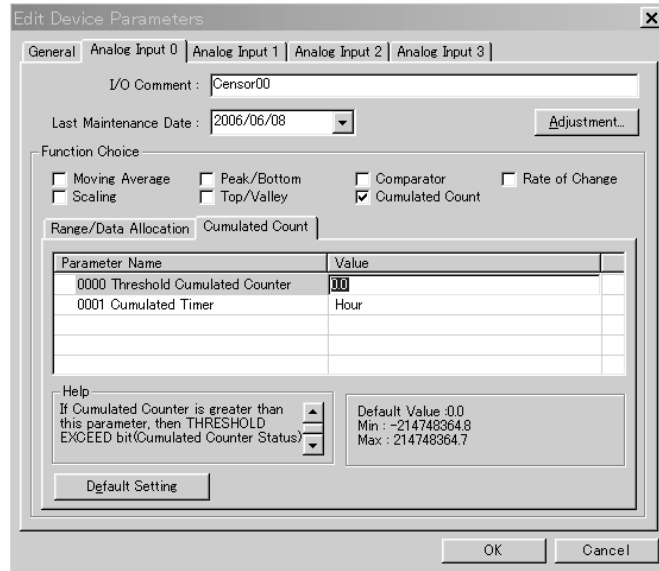 Edit Device Parameters
General Analog Input 0 Analog Input 1 Analog Input 2 Analog Input 3
I/O Comment : Censor00
Last Maintenance Date : 2006/06/08 Adjustment...
Function Choice
Moving Average Peak/Bottom Comparator Rate of Change
Scaling Top/Valley Cumulated Count
Range/Data Allocation Cumulated Count
Parameter Name Value
0000 Threshold Cumulated Counter 0.0
0001 Cumulated Timer Hour
Help
If Cumulated Counter is greater than
this parameter, then THRESHOLD
EXCEED bit(Cumulated Counter Status)
Default Value :0.0
Min : -214748364.8
Max : 214748364.7
Default Setting
OK Cancel